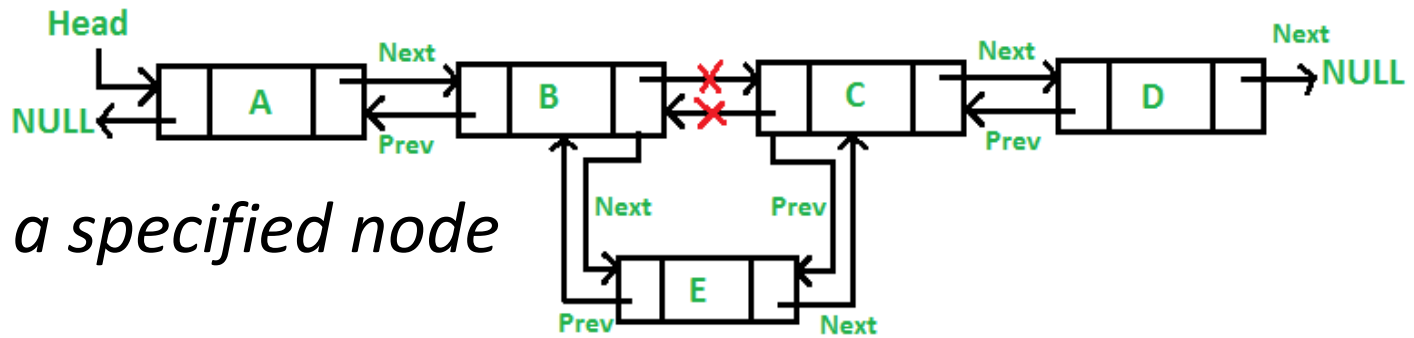 Head
Next
Next
Next
NULL
A
B
C
D
NULL
Prev
Prev
a specified node
Next
Prev
E
Prev
Next